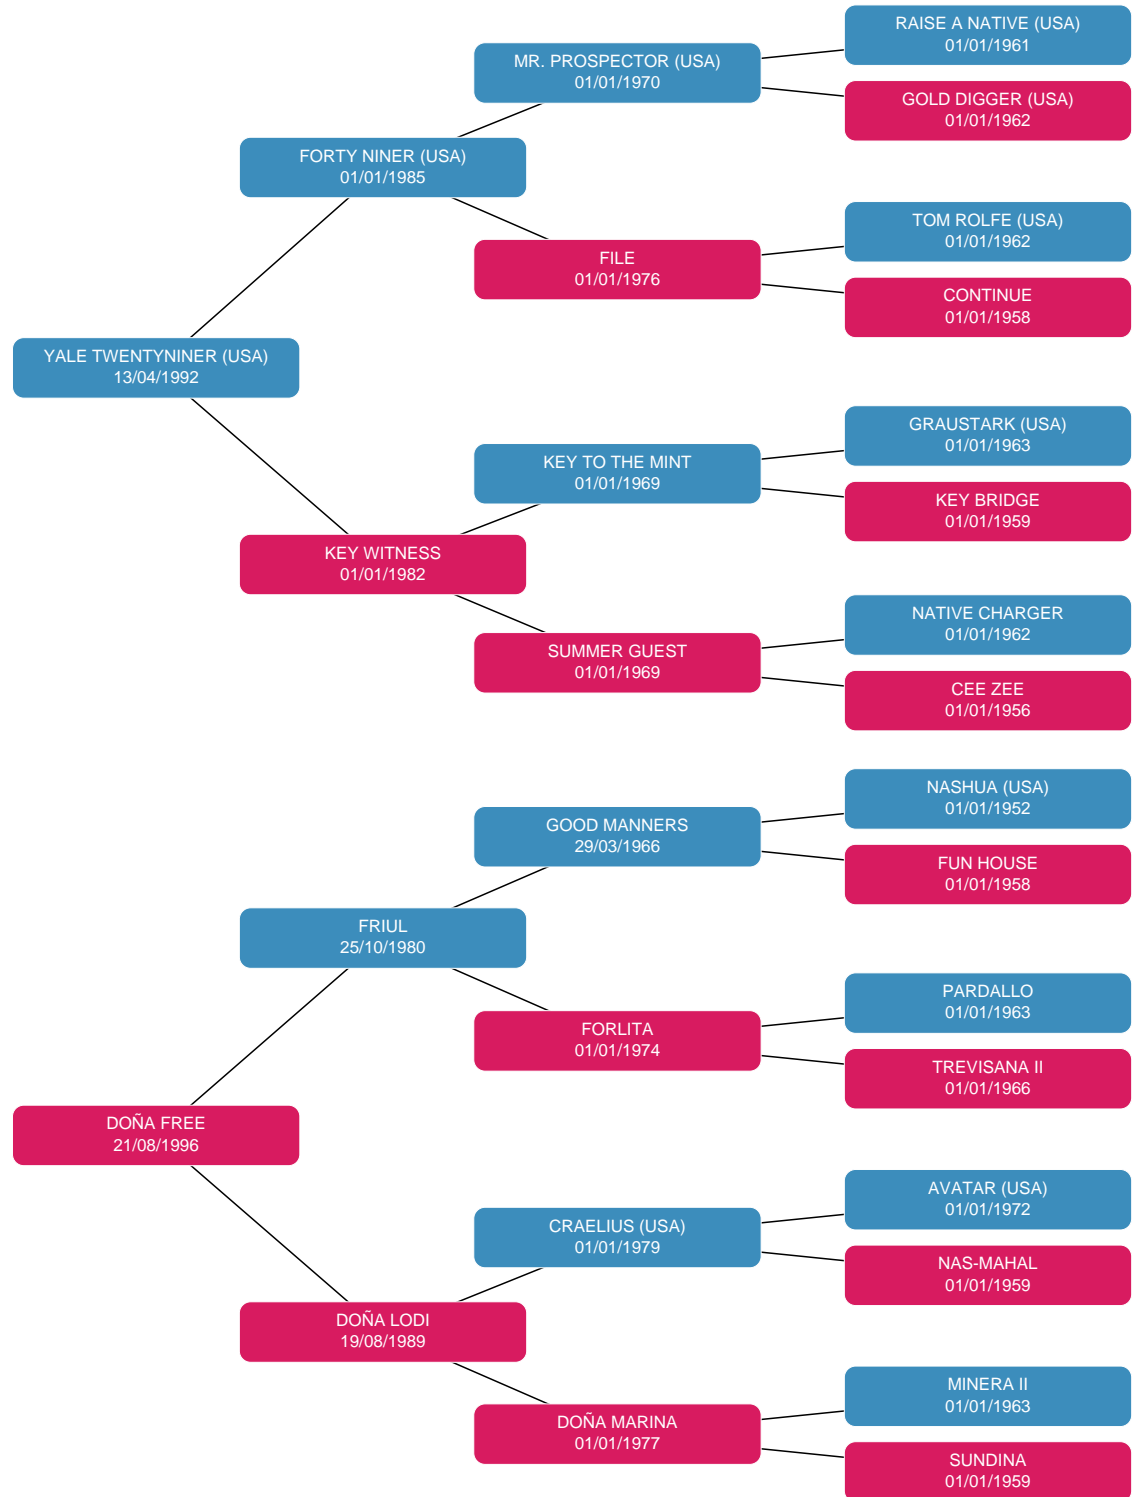 RAISE A NATIVE (USA)
01/01/1961
MR. PROSPECTOR (USA)
01/01/1970
GOLD DIGGER (USA)
01/01/1962
FORTY NINER (USA)
01/01/1985
TOM ROLFE (USA)
01/01/1962
FILE
01/01/1976
CONTINUE
01/01/1958
YALE TWENTYNINER (USA)
13/04/1992
GRAUSTARK (USA)
01/01/1963
KEY TO THE MINT
01/01/1969
KEY BRIDGE
01/01/1959
KEY WITNESS
01/01/1982
NATIVE CHARGER
01/01/1962
SUMMER GUEST
01/01/1969
CEE ZEE
01/01/1956
NASHUA (USA)
01/01/1952
GOOD MANNERS
29/03/1966
FUN HOUSE
01/01/1958
FRIUL
25/10/1980
PARDALLO
01/01/1963
FORLITA
01/01/1974
TREVISANA II
01/01/1966
DOÑA FREE
21/08/1996
AVATAR (USA)
01/01/1972
CRAELIUS (USA)
01/01/1979
NAS-MAHAL
01/01/1959
DOÑA LODI
19/08/1989
MINERA II
01/01/1963
DOÑA MARINA
01/01/1977
SUNDINA
01/01/1959